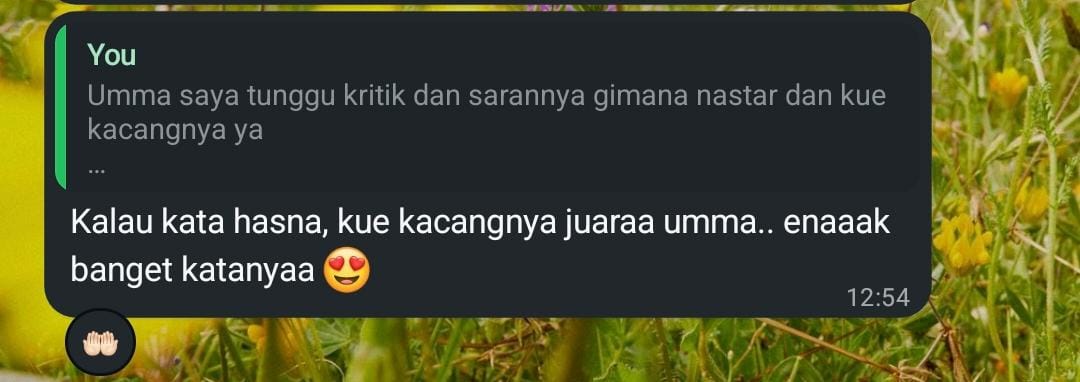 You
Umma saya tunggu kritik dan sarannya gimana nastar dan kue
kacangnya ya
...
Kalau kata hasna, kue kacangnya juaraa umma.. enaaak
banget katanyaa 😍
12:54